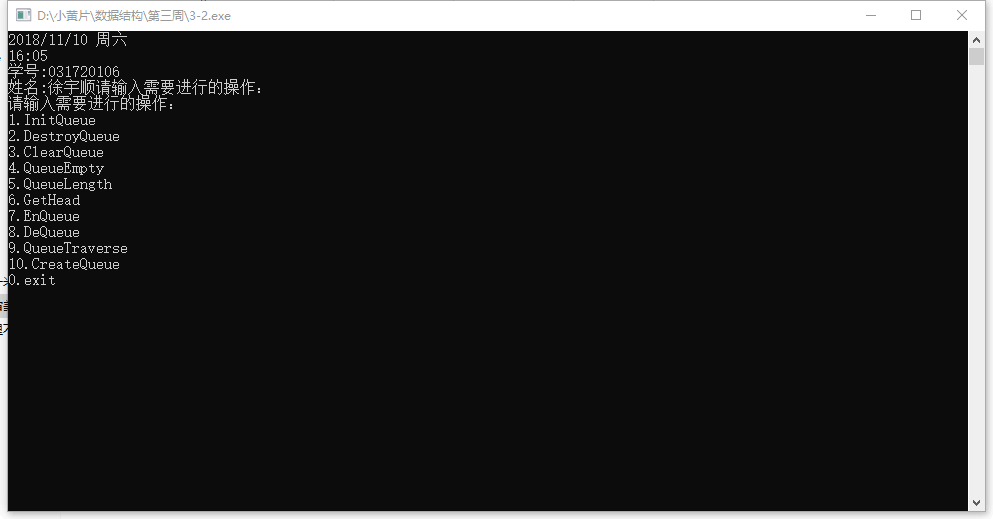 D:\小黄片\数据结构\第三周\3-2.exe
2018/11/10 周六
16:05
学号:031720106
姓名:徐宇顺请输入需要进行的操作:
请输入需要进行的操作:
1.InitQueue
2.DestroyQueue
3.ClearQueue
4.QueueEmpty
5.QueueLength
6.GetHead
7.EnQueue
8.DeQueue
9.QueueTraverse
10.CreateQueue
0.exit